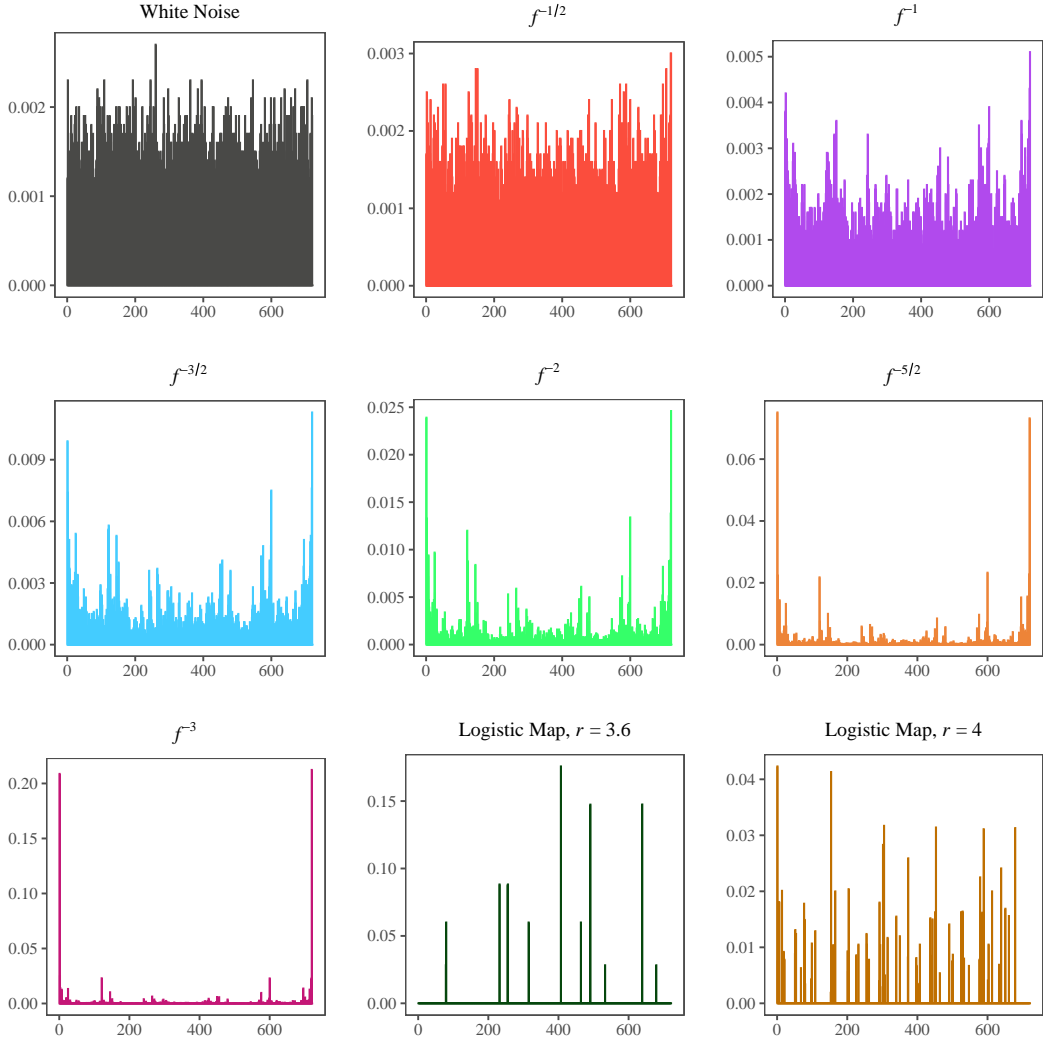 White Noise
f^{-1/2}
f^{-1}
0.002
0.001
0.000
0 200 400 600
0.003
0.002
0.001
0.000
0 200 400 600
0.005
0.004
0.003
0.002
0.001
0.000
0 200 400 600
f^{-3/2}
f^{-2}
f^{-5/2}
0.009
0.006
0.003
0.000
0 200 400 600
0.025
0.020
0.015
0.010
0.005
0.000
0 200 400 600
0.06
0.04
0.02
0.00
0 200 400 600
f^{-3}
Logistic Map, r = 3.6
Logistic Map, r = 4
0.20
0.15
0.10
0.05
0.00
0 200 400 600
0.15
0.10
0.05
0.00
0 200 400 600
0.04
0.03
0.02
0.01
0.00
0 200 400 600